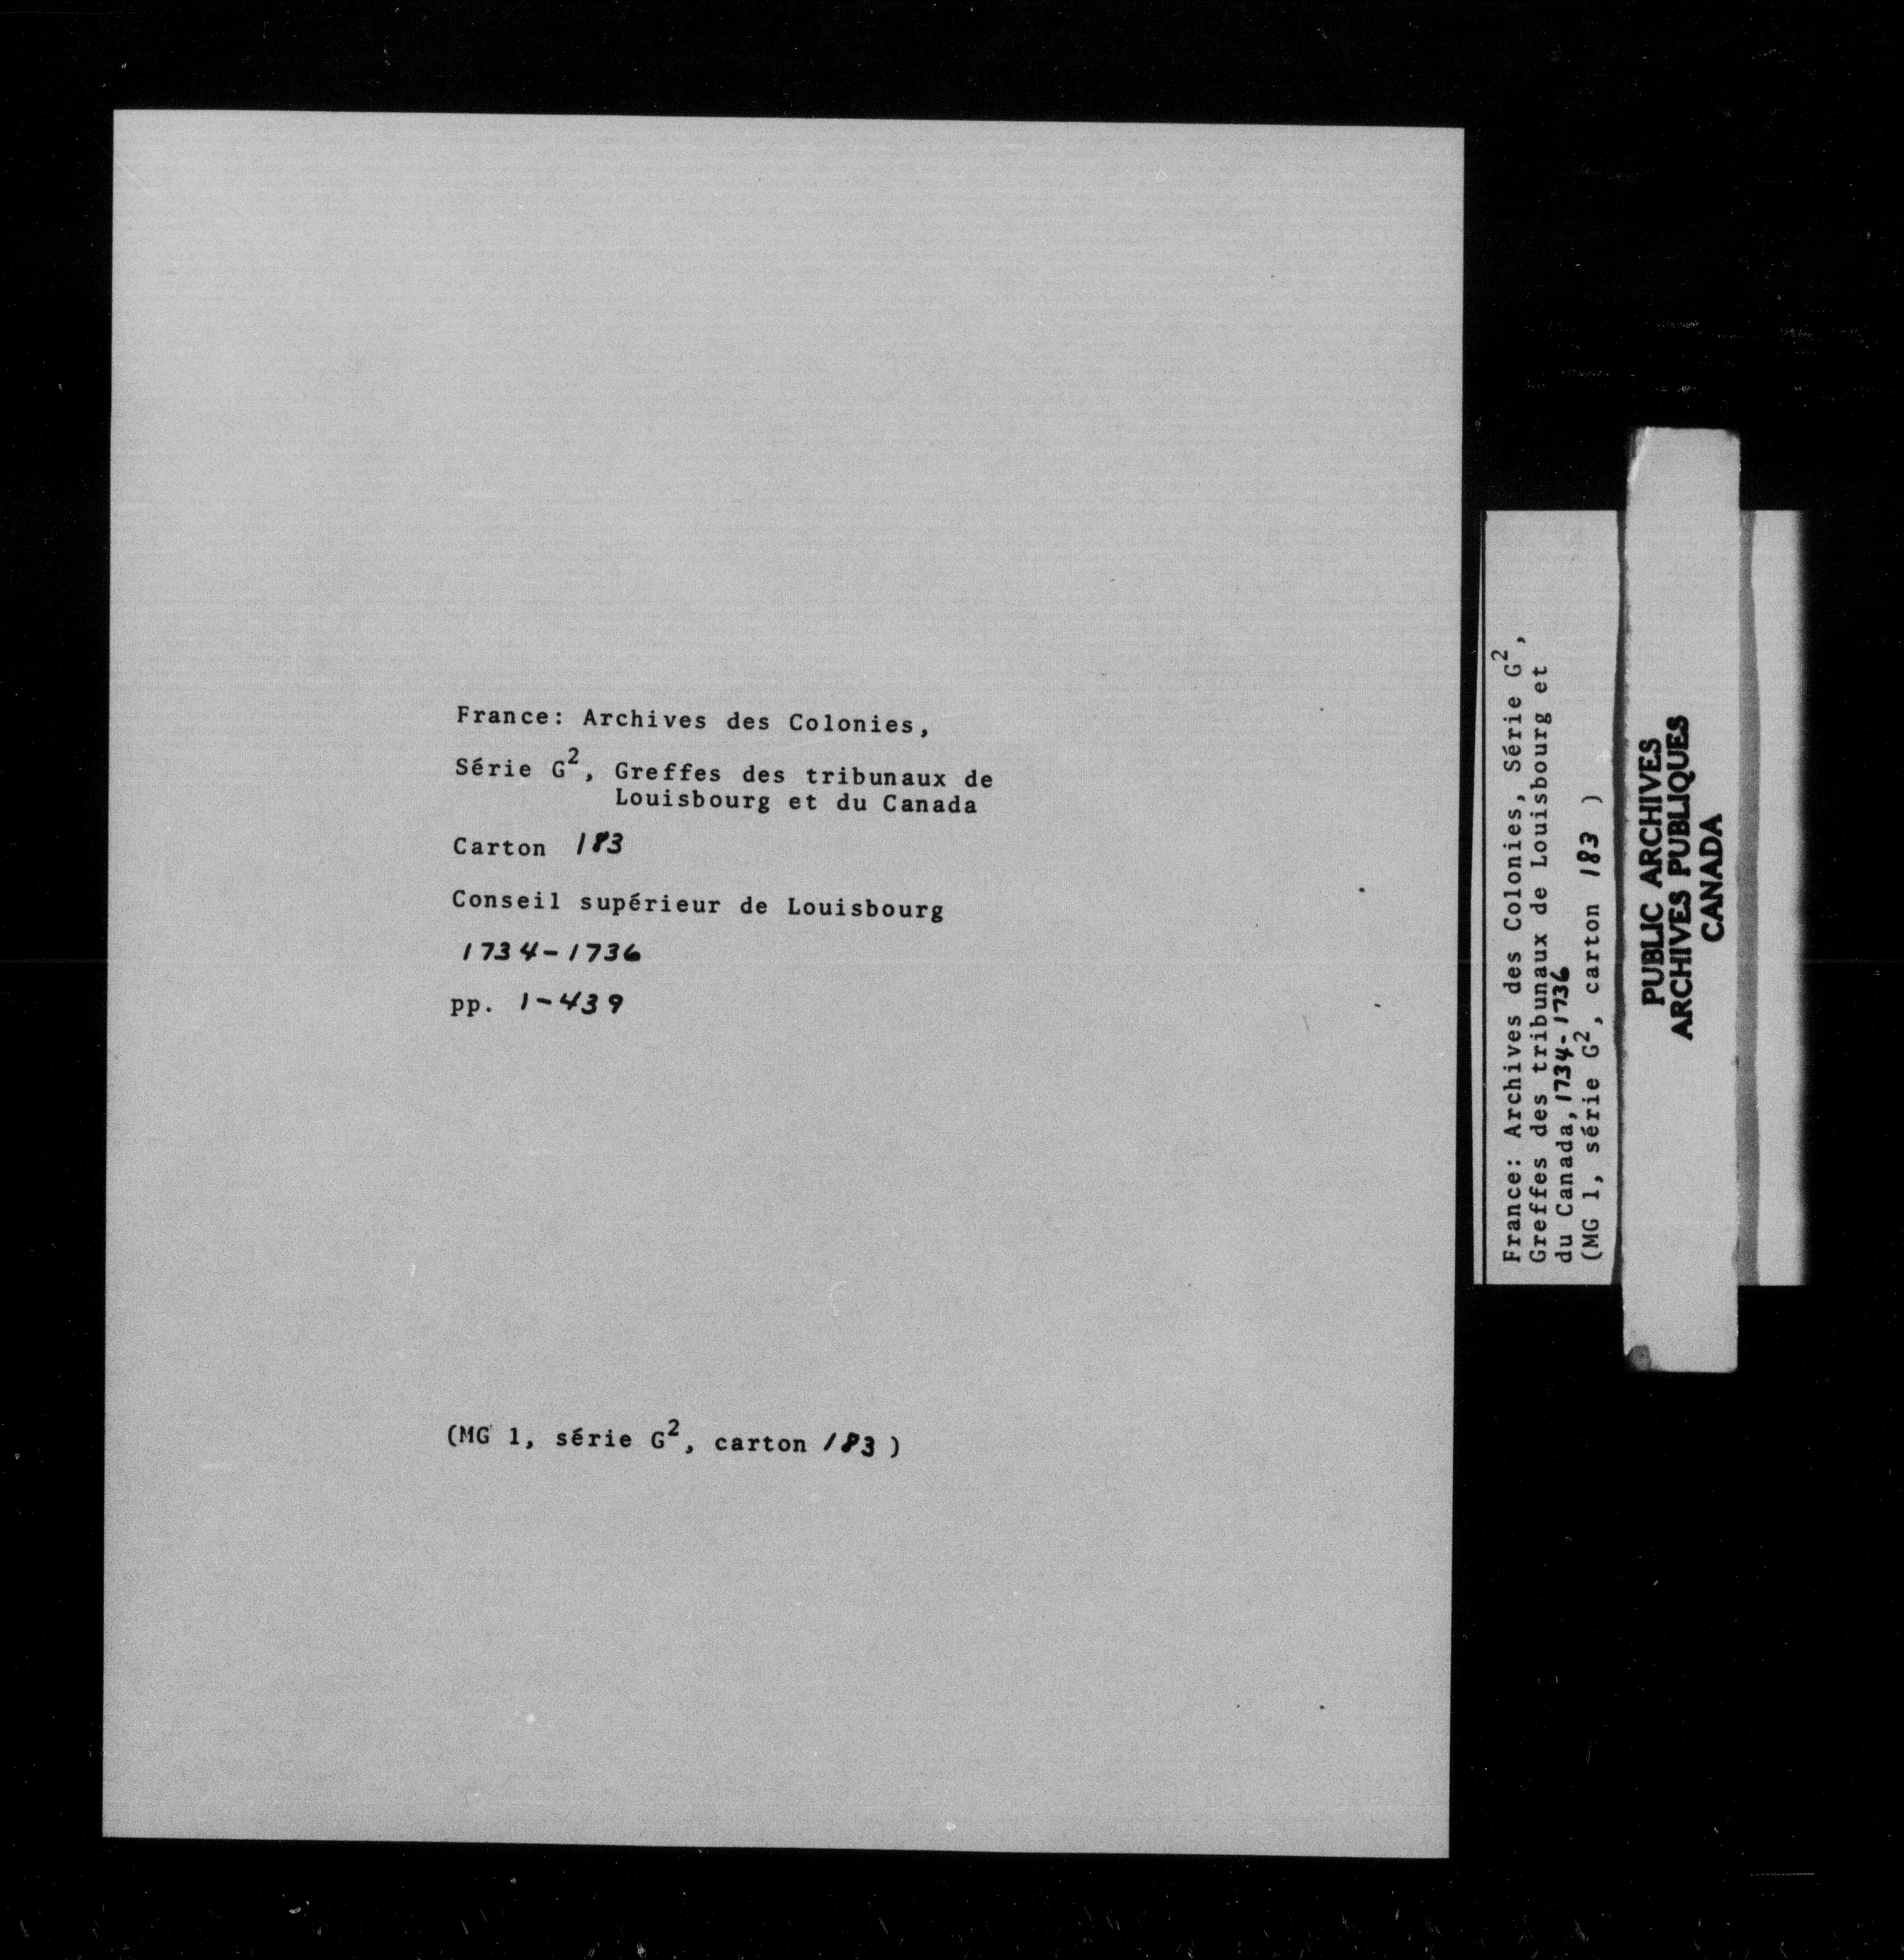 France: Archives des Colonies,
Série G², Greffes des tribunaux de
Louisbourg et du Canada
Carton 183
Conseil supérieur de Louisbourg
1734-1736
pp. 1-439
(MG 1, série G², carton 183)
France: Archives des Colonies, Série G²,
Greffes des tribunaux de Louisbourg et
du Canada, 1734-1736
(MG 1, série G², carton 183 )
PUBLIC ARCHIVES
ARCHIVES PUBLIQUES
CANADA